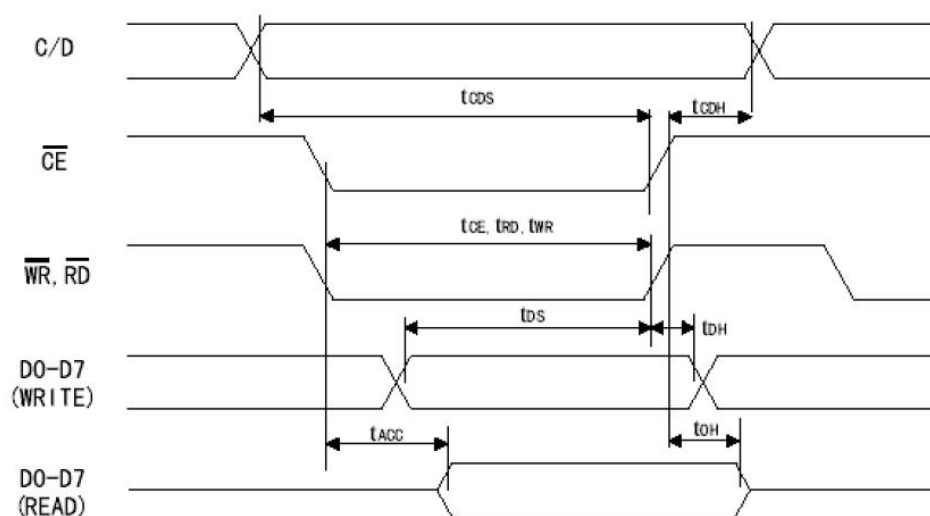 C/D
tCDS
tCDH
CE
tCE, tRD, tWR
WR, RD
tDS
tDH
D0-D7
(WRITE)
tACC
tOH
D0-D7
(READ)